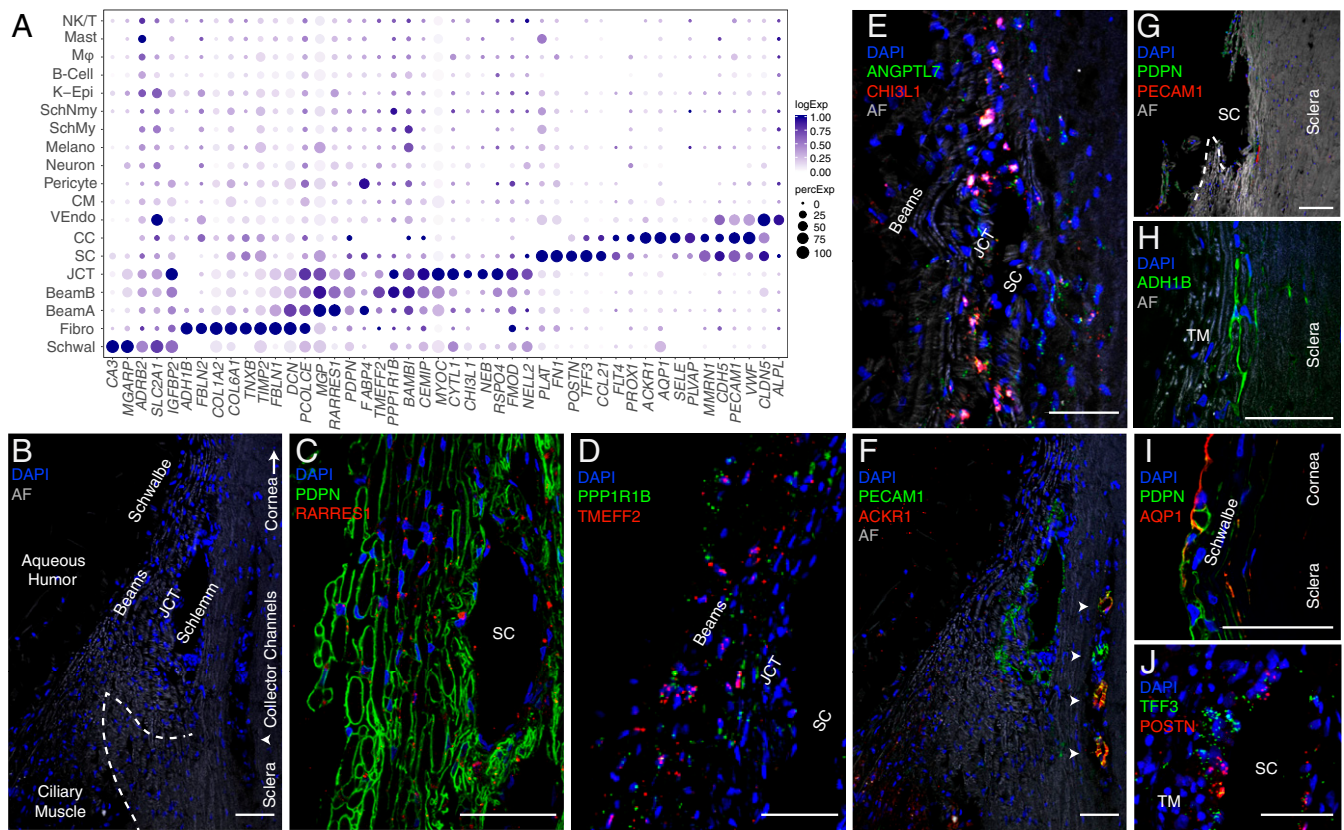 A
NK/T
Mast
Mφ
B-Cell
K−Epi
SchNmy
SchMy
Melano
Neuron
Pericyte
CM
VEndo
CC
SC
JCT
BeamB
BeamA
Fibro
Schwal
CA3
MGARP
ADRB2
SLC2A1
IGFBP2
ADH1B
FBLN2
COL1A2
COL6A1
TNXB
TIMP2
FBLN1
DCN
PCOLCE
MGP
RARRES1
PDPN
FABP4
TMEFF2
PPP1R1B
BAMBI
CEMIP
MYOC
CYTL1
CHI3L1
NEB
RSPO4
FMOD
NELL2
PLAT
FN1
POSTN
TFF3
CCL21
FLT4
PROX1
ACKR1
AQP1
SELE
PLVAP
MMRN1
CDH5
PECAM1
VWF
CLDN5
ALPL
logExp
1.00
0.75
0.50
0.25
0.00
percExp
0
25
50
75
100
B
DAPI
AF
Schwalbe
Cornea
Aqueous
Humor
Beams
JCT
Schlemm
Collector Channels
Sclera
Ciliary
Muscle
C
DAPI
PDPN
RARRES1
SC
D
DAPI
PPP1R1B
TMEFF2
Beams
JCT
SC
E
DAPI
ANGPTL7
CHI3L1
AF
Beams
JCT
SC
F
DAPI
PECAM1
ACKR1
AF
G
DAPI
PDPN
PECAM1
AF
SC
Sclera
H
DAPI
ADH1B
AF
TM
Sclera
I
DAPI
PDPN
AQP1
Schwalbe
Cornea
Sclera
J
DAPI
TFF3
POSTN
SC
TM